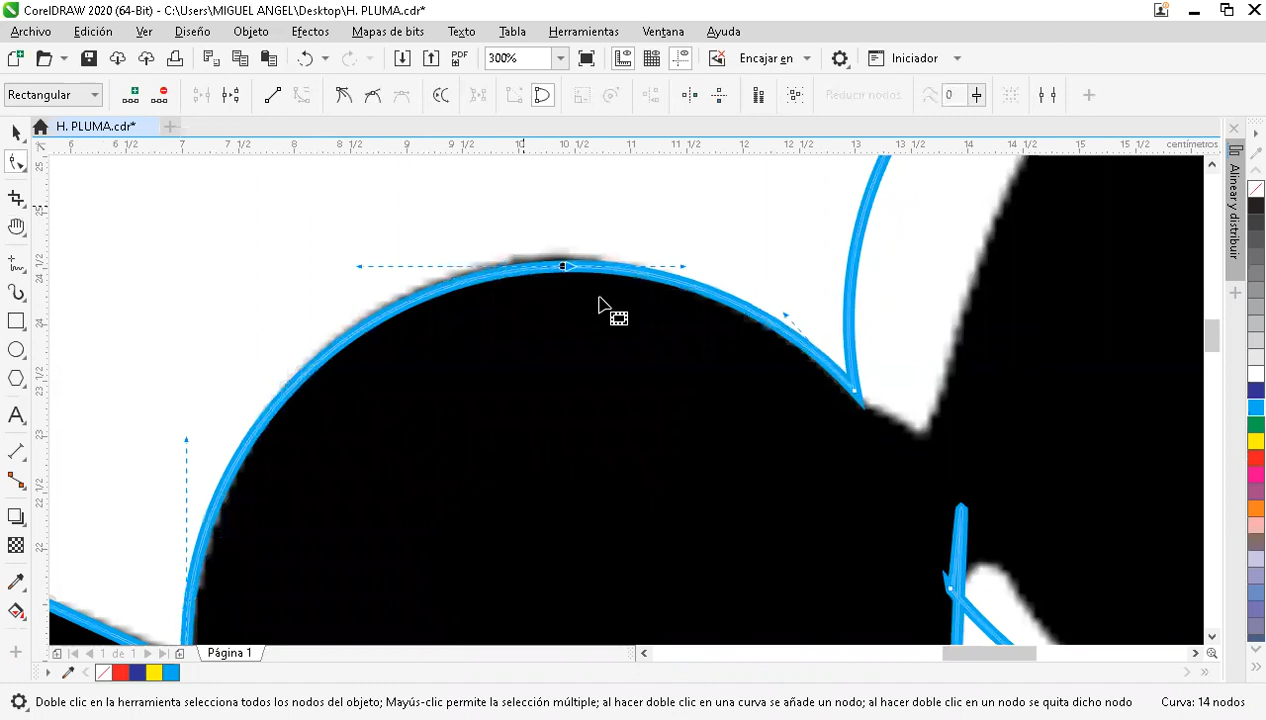 CorelDRAW 2020 (64-Bit) - C:\Users\MIGUEL ANGEL\Desktop\H. PLUMA.cdr*
Archivo Edición Ver Diseño Objeto Efectos Mapas de bits Texto Tabla Herramientas Ventana Ayuda
PDF 300% Encajar en Iniciador
Rectangular Reducir nodos 0
H. PLUMA.cdr*
6 6 1/2 7 7 1/2 8 8 1/2 9 9 1/2 10 10 1/2 11 11 1/2 12 12 1/2 13 13 1/2 14 14 1/2 15 15 1/2 centímetros
Alinear y distribuir
1 de 1 Página 1
Doble clic en la herramienta selecciona todos los nodos del objeto; Mayús-clic permite la selección múltiple; al hacer doble clic en una curva se añade un nodo; al hacer doble clic en un nodo se quita dicho nodo Curva: 14 nodos